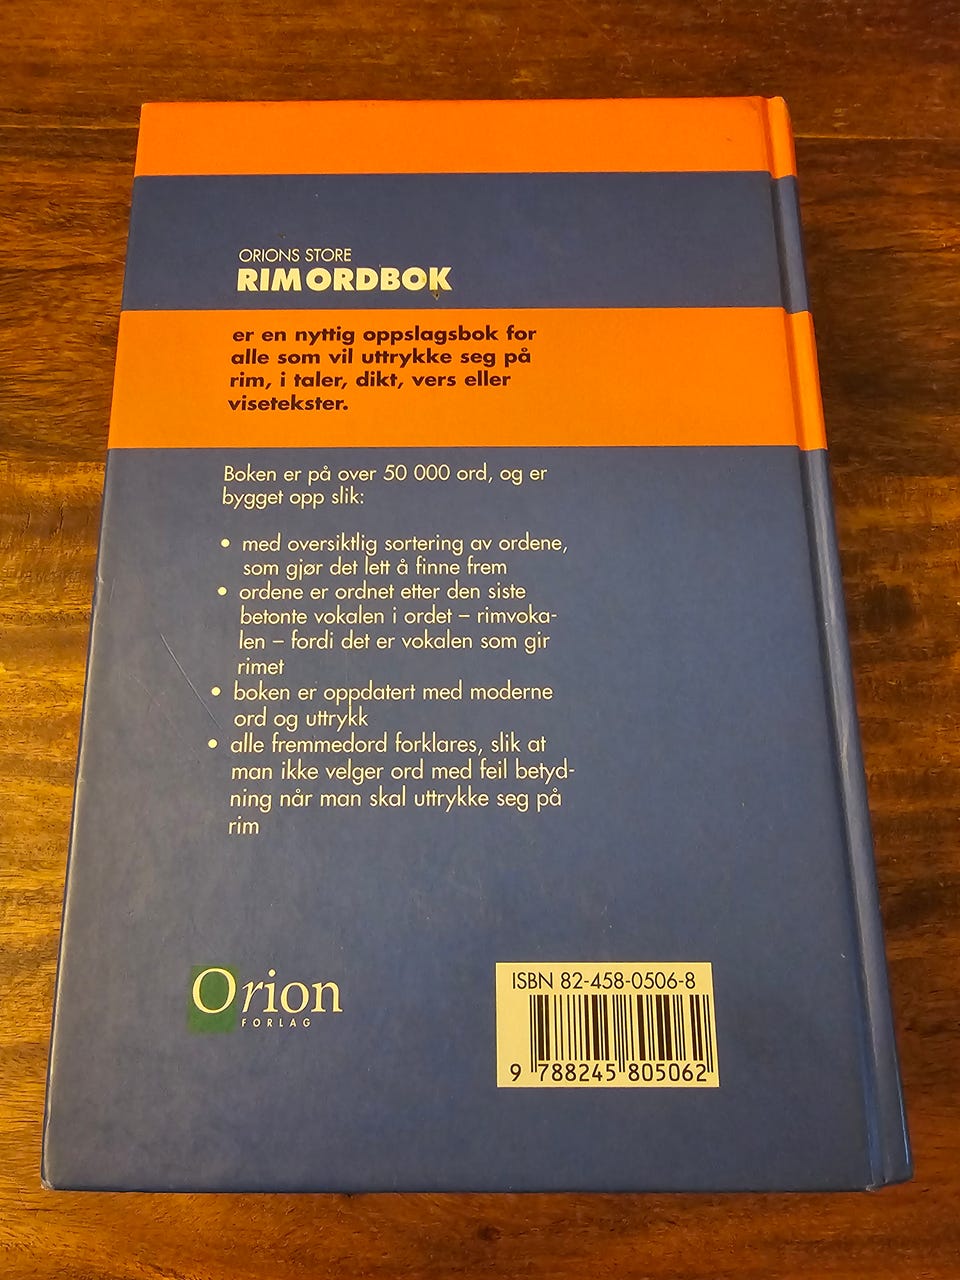 ORIONS STORE
RIMORDBOK
er en nyttig oppslagsbok for
alle som vil uttrykke seg på
rim, i taler, dikt, vers eller
visetekster.
Boken er på over 50 000 ord, og er
bygget opp slik:
• med oversiktlig sortering av ordene,
som gjør det lett å finne frem
• ordene er ordnet etter den siste
betonte vokalen i ordet – rimvoka-
len – fordi det er vokalen som gir
rimet
• boken er oppdatert med moderne
ord og uttrykk
• alle fremmedord forklares, slik at
man ikke velger ord med feil betyd-
ning når man skal uttrykke seg på
rim
Orion
FORLAG
ISBN 82-458-0506-8
9 788245 805062